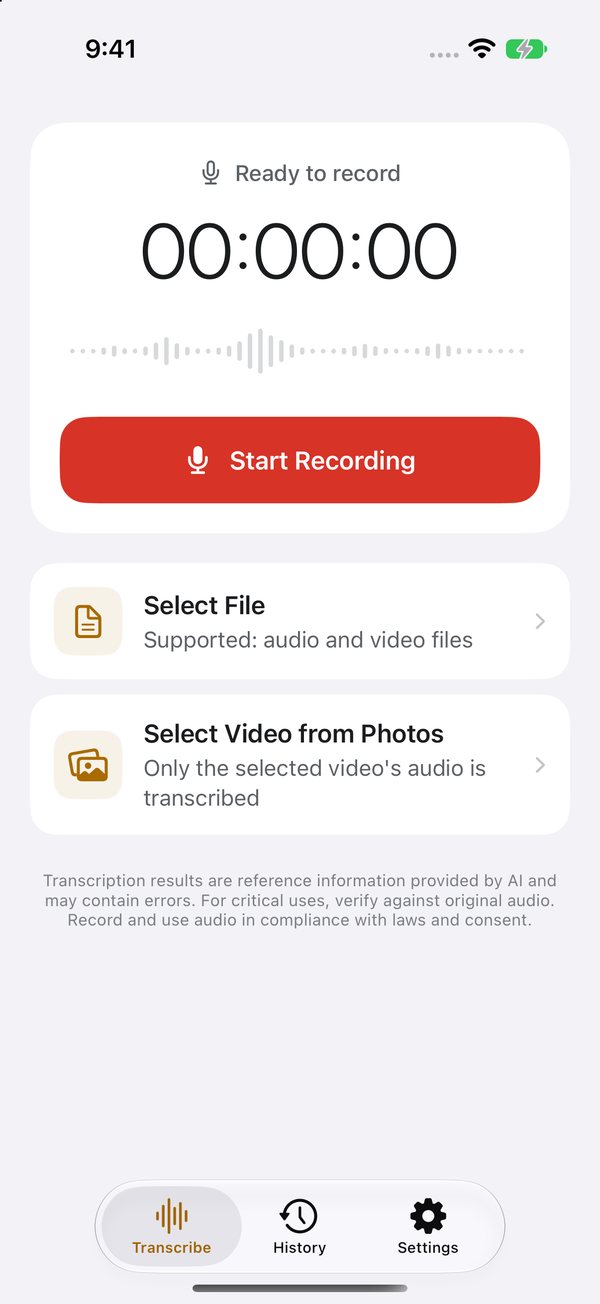 9:41
Ready to record
00:00:00
Start Recording
Select File
Supported: audio and video files
Select Video from Photos
Only the selected video's audio is
transcribed
Transcription results are reference information provided by AI and
may contain errors. For critical uses, verify against original audio.
Record and use audio in compliance with laws and consent.
Transcribe
History
Settings